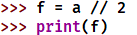 >>> f = a // 2
>>> print(f)